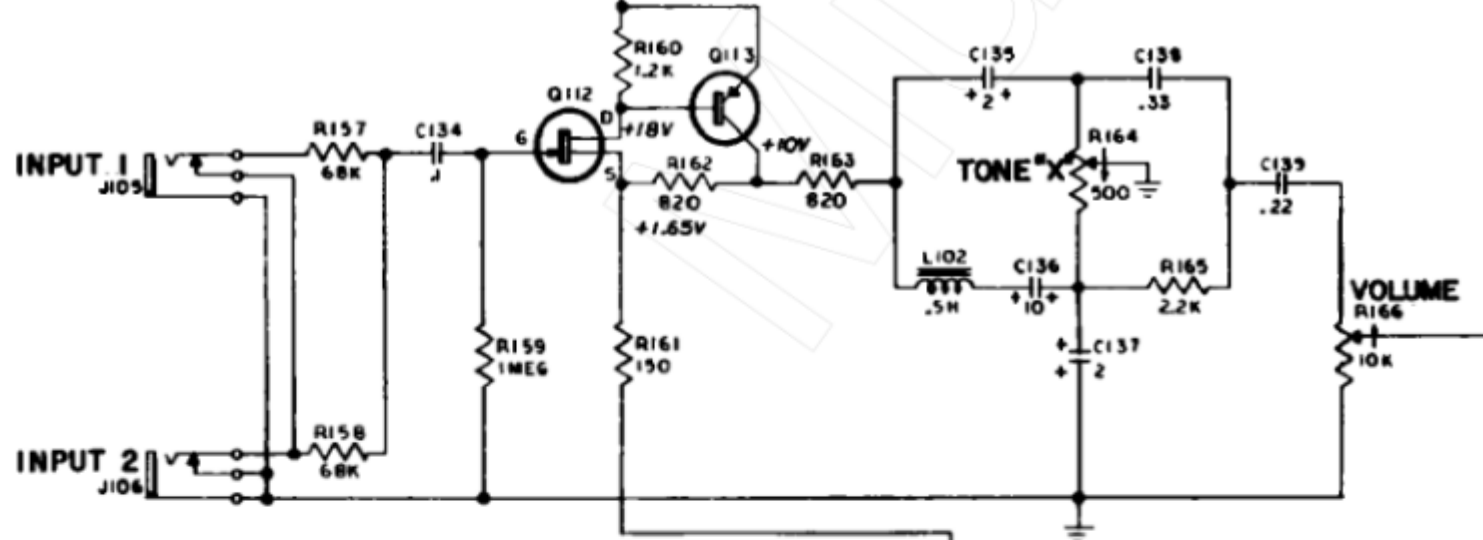 R160
1.2K
Q113
Q112
D
+18V
G
R157
68K
C134
.1
INPUT 1
J105
S
R162
820
+1.65V
+10V
R163
820
C135
+ 2 +
C138
.33
R164
TONE "X"
500
C139
.22
L102
.5H
C136
+ 10 +
R165
2.2K
VOLUME
R166
10K
R159
1MEG
R161
150
+ C137
+ 2
R158
68K
INPUT 2
J106